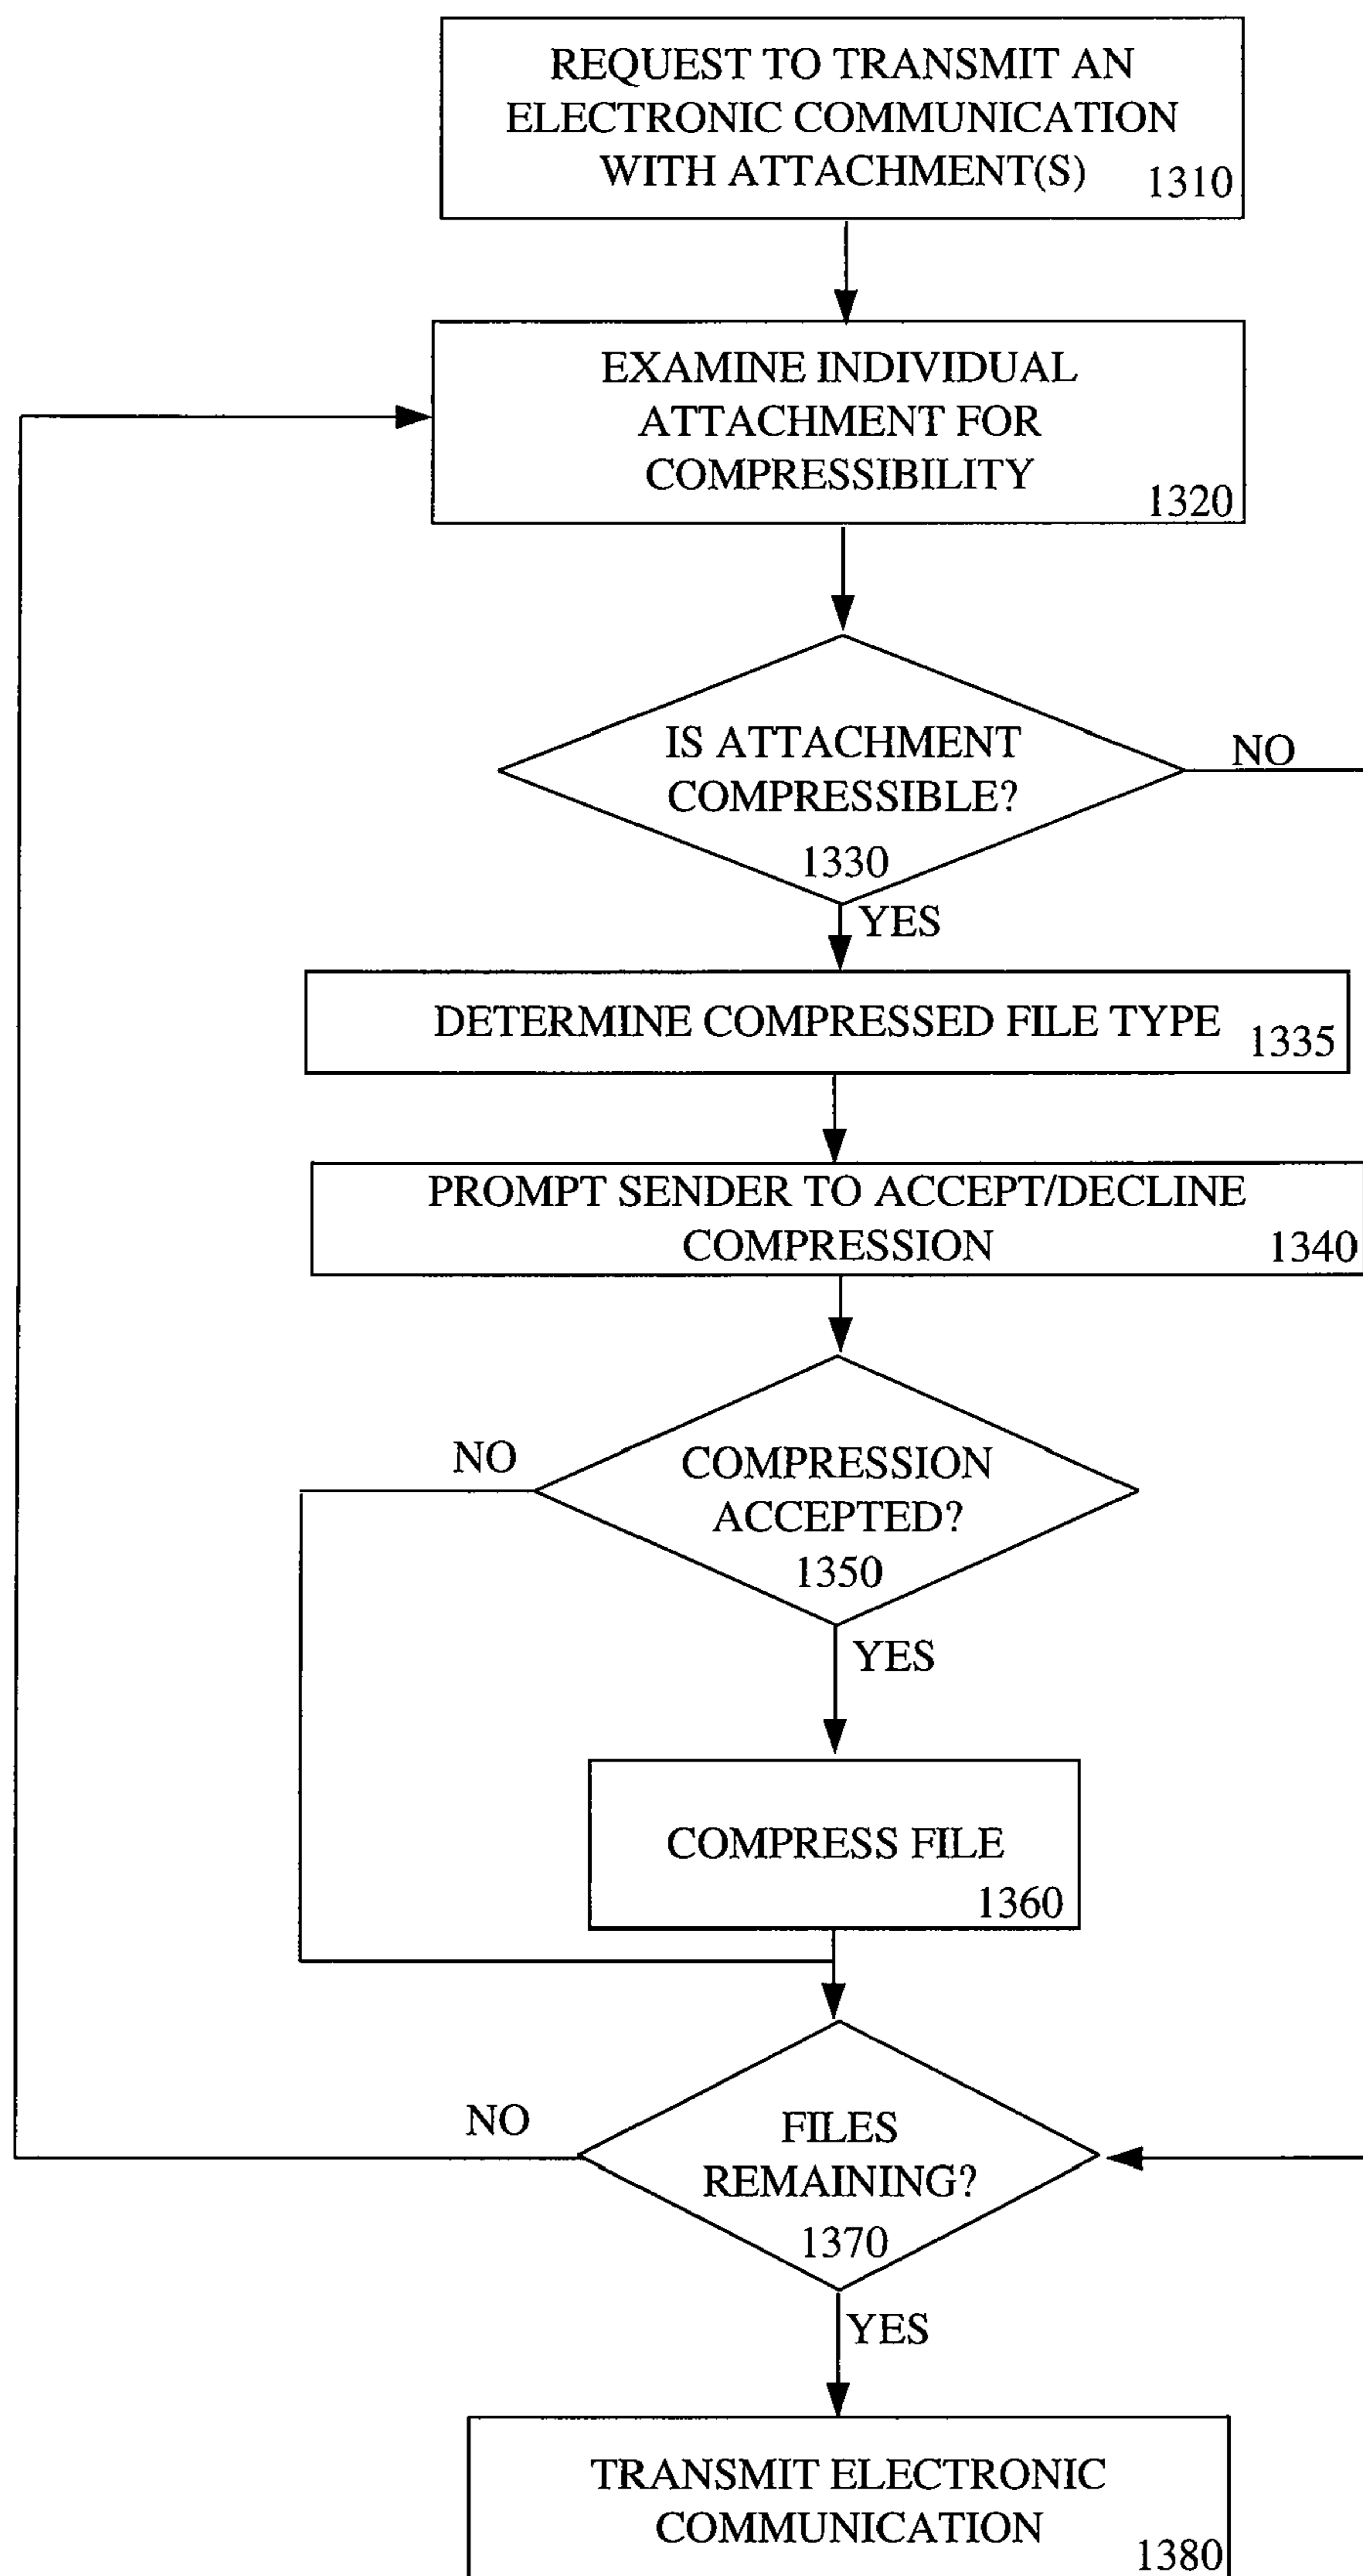 REQUEST TO TRANSMIT AN
ELECTRONIC COMMUNICATION
WITH ATTACHMENT(S)
1310
EXAMINE INDIVIDUAL
ATTACHMENT FOR
COMPRESSIBILITY
1320
IS ATTACHMENT
COMPRESSIBLE?
1330
NO
YES
DETERMINE COMPRESSED FILE TYPE
1335
PROMPT SENDER TO ACCEPT/DECLINE
COMPRESSION
1340
NO
COMPRESSION
ACCEPTED?
1350
YES
COMPRESS FILE
1360
NO
FILES
REMAINING?
1370
YES
TRANSMIT ELECTRONIC
COMMUNICATION
1380